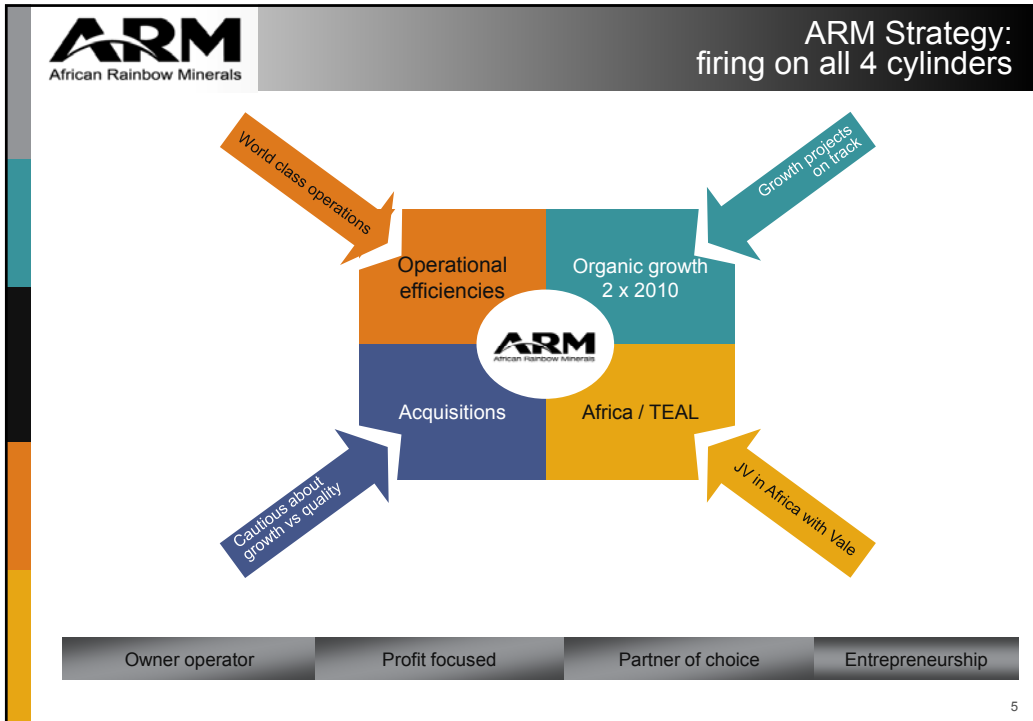 ARM
African Rainbow Minerals
ARM Strategy:
firing on all 4 cylinders
World class operations
Growth projects
on track
Operational
efficiencies
Organic growth
2 x 2010
ARM
African Rainbow Minerals
Acquisitions
Africa / TEAL
Cautious about
growth vs quality
JV in Africa with Vale
Owner operator
Profit focused
Partner of choice
Entrepreneurship
5